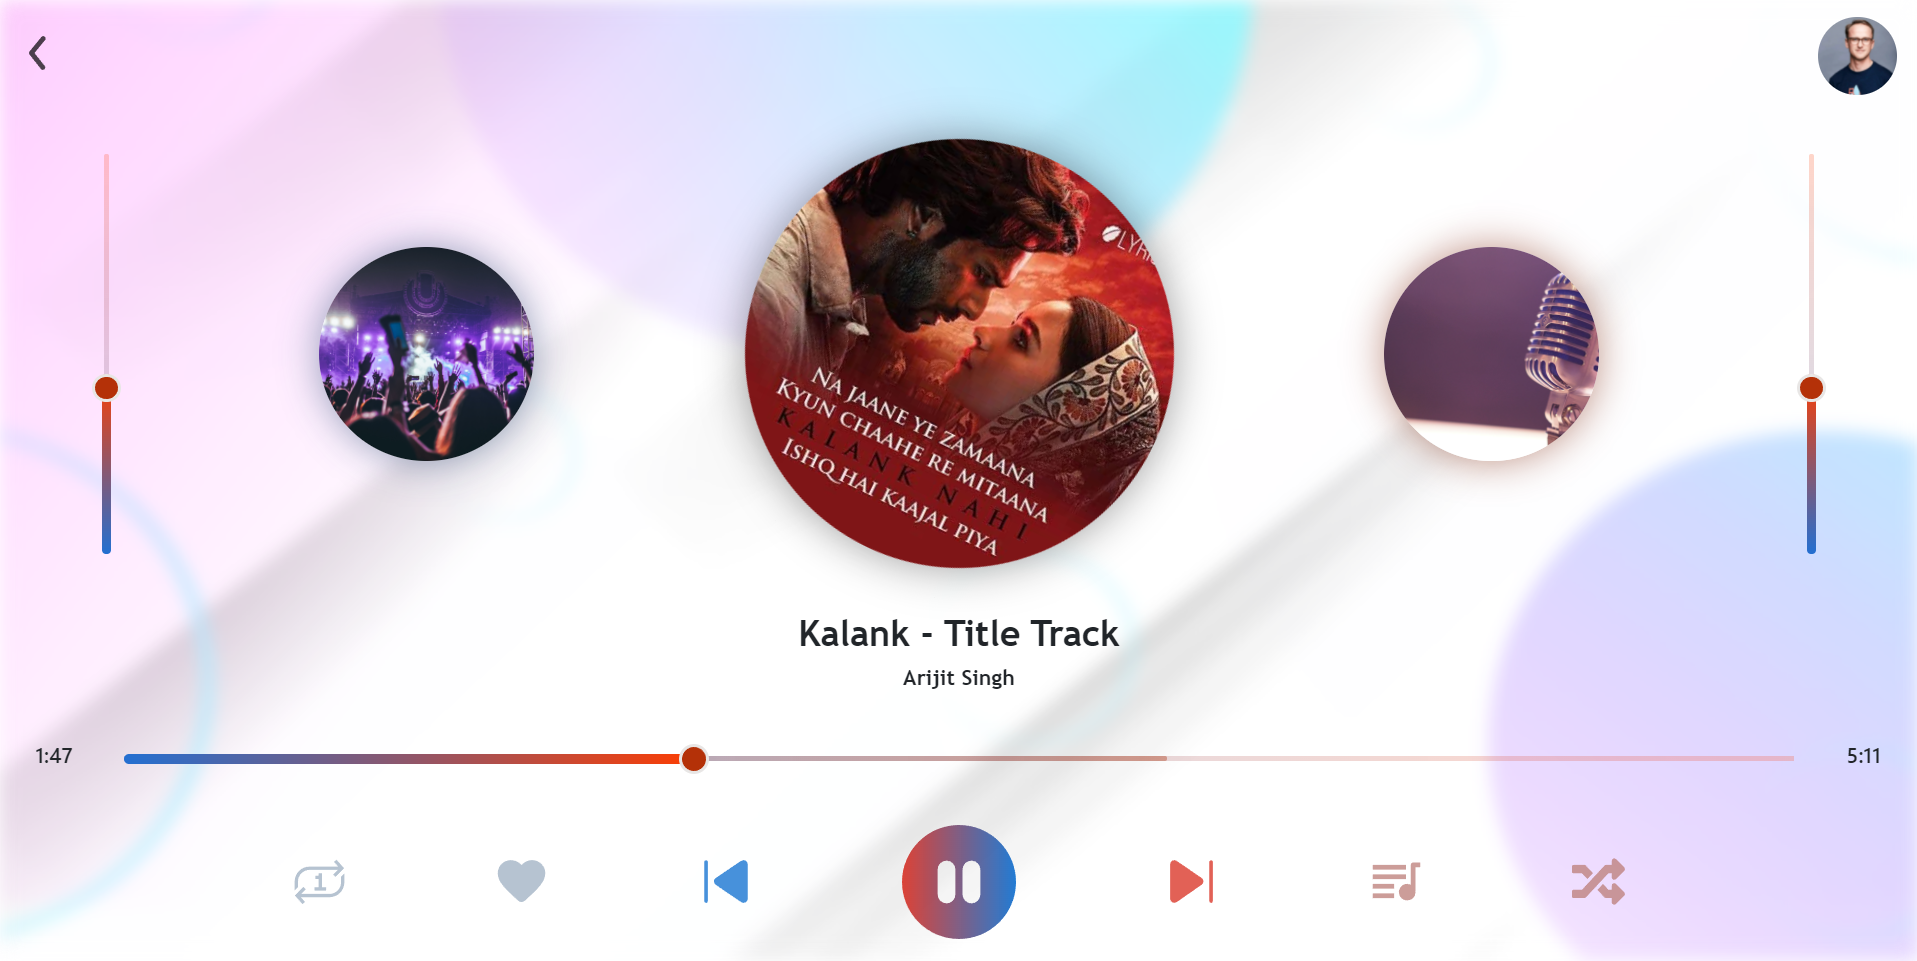 LYRI
NA JAANE YE ZAMAANA
KYUN CHAAHE RE MITAANA
KALANK NAHI
ISHQ HAI KAAJAL PIYA
Kalank - Title Track
Arijit Singh
1:47
5:11
1